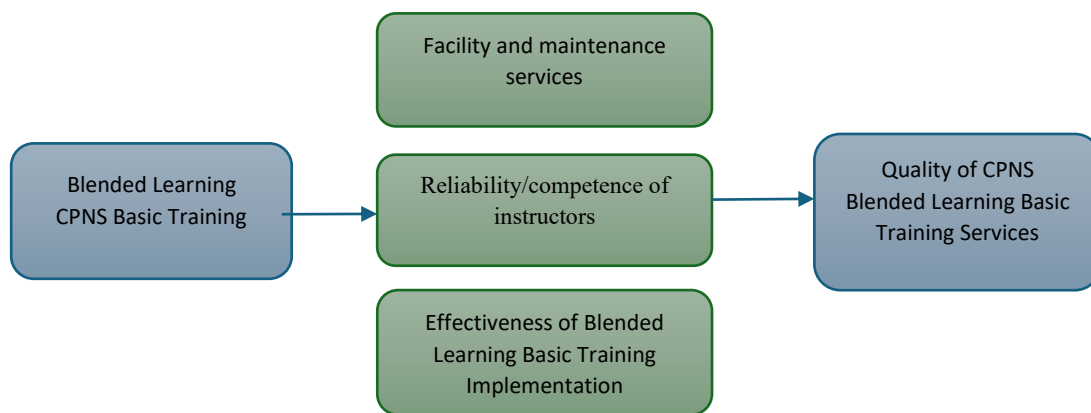 Facility and maintenance
services
Blended Learning
CPNS Basic Training
Reliability/competence of
instructors
Quality of CPNS
Blended Learning Basic
Training Services
Effectiveness of Blended
Learning Basic Training
Implementation